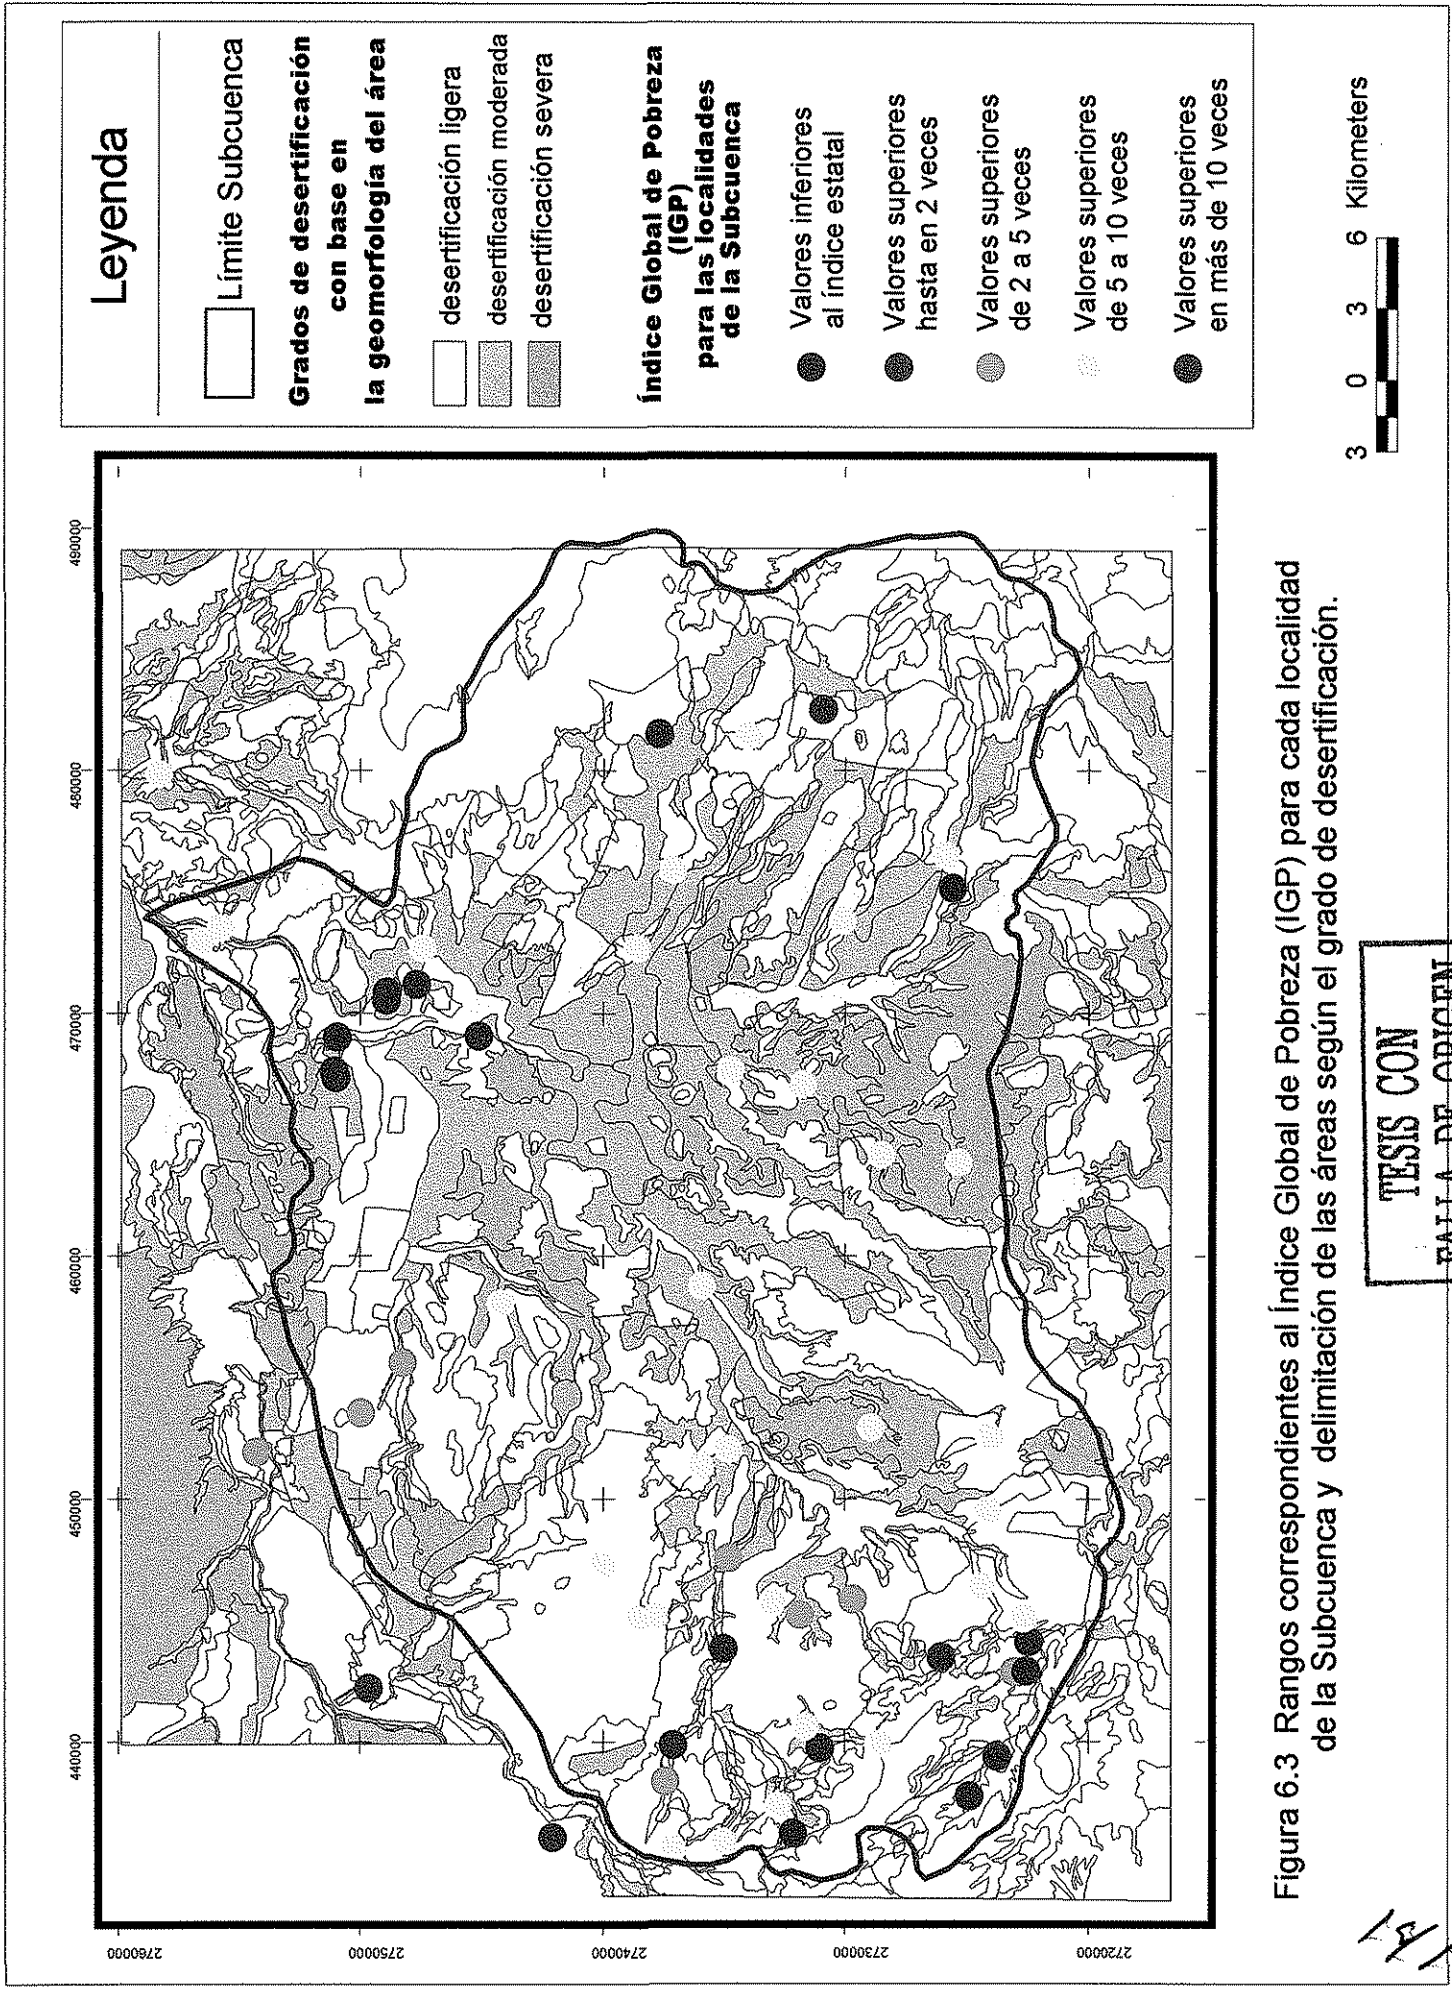 Leyenda
Límite Subcuenca
Grados de desertificación
con base en
la geomorfología del área
desertificación ligera
desertificación moderada
desertificación severa
Índice Global de Pobreza
(IGP)
para las localidades
de la Subcuenca
Valores inferiores
al índice estatal
Valores superiores
hasta en 2 veces
Valores superiores
de 2 a 5 veces
Valores superiores
de 5 a 10 veces
Valores superiores
en más de 10 veces
3 0 3 6 Kilometers
440000
450000
460000
470000
480000
490000
2760000
2750000
2740000
2730000
2720000
Figura 6.3 Rangos correspondientes al Índice Global de Pobreza (IGP) para cada localidad
de la Subcuenca y delimitación de las áreas según el grado de desertificación.
TESIS CON
FALLA DE ORIGEN